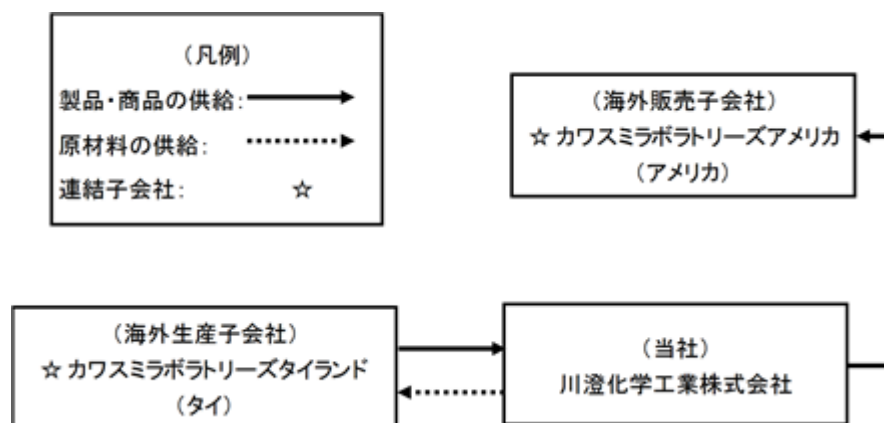 （凡例）
製品・商品の供給：
原材料の供給：
連結子会社： ☆
（海外販売子会社）
☆ カワスミラボラトリーズアメリカ
（アメリカ）
（海外生産子会社）
☆ カワスミラボラトリーズタイランド
（タイ）
（当社）
川澄化学工業株式会社